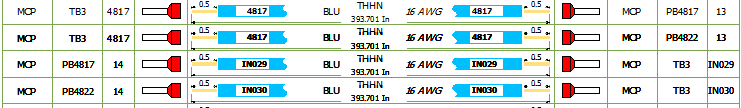 MCP TB3 4817 0.5 4817 BLU THHN 393.701 In 16 AWG 4817 0.5 MCP PB4817 13
MCP TB3 4817 0.5 4817 BLU THHN 393.701 In 16 AWG 4817 0.5 MCP PB4822 13
MCP PB4817 14 0.5 IN029 BLU THHN 393.701 In 16 AWG IN029 0.5 MCP TB3 IN029
MCP PB4822 14 0.5 IN030 BLU THHN 393.701 In 16 AWG IN030 0.5 MCP TB3 IN030